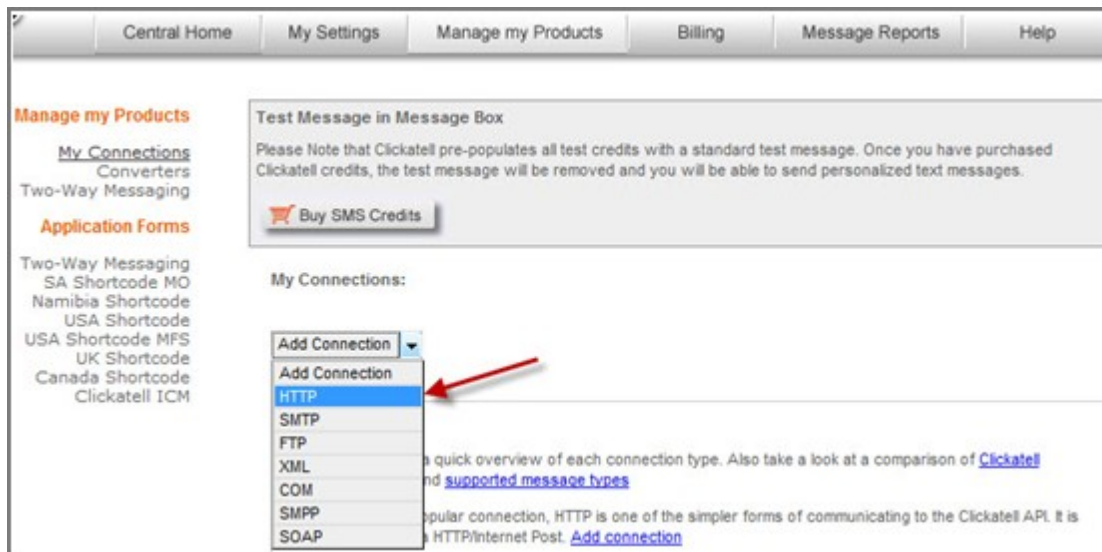 Central Home
My Settings
Manage my Products
Billing
Message Reports
Help
Manage my Products
My Connections
Converters
Two-Way Messaging
Application Forms
Two-Way Messaging
SA Shortcode MO
Namibia Shortcode
USA Shortcode
USA Shortcode MFS
UK Shortcode
Canada Shortcode
Clickatell ICM
Test Message in Message Box
Please Note that Clickatell pre-populates all test credits with a standard test message. Once you have purchased
Clickatell credits, the test message will be removed and you will be able to send personalized text messages.
Buy SMS Credits
My Connections:
Add Connection
Add Connection
HTTP
SMTP
FTP
XML
COM
SMPP
SOAP
a quick overview of each connection type. Also take a look at a comparison of Clickatell
nd supported message types
opular connection, HTTP is one of the simpler forms of communicating to the Clickatell API. It is
HTTP/Internet Post. Add connection